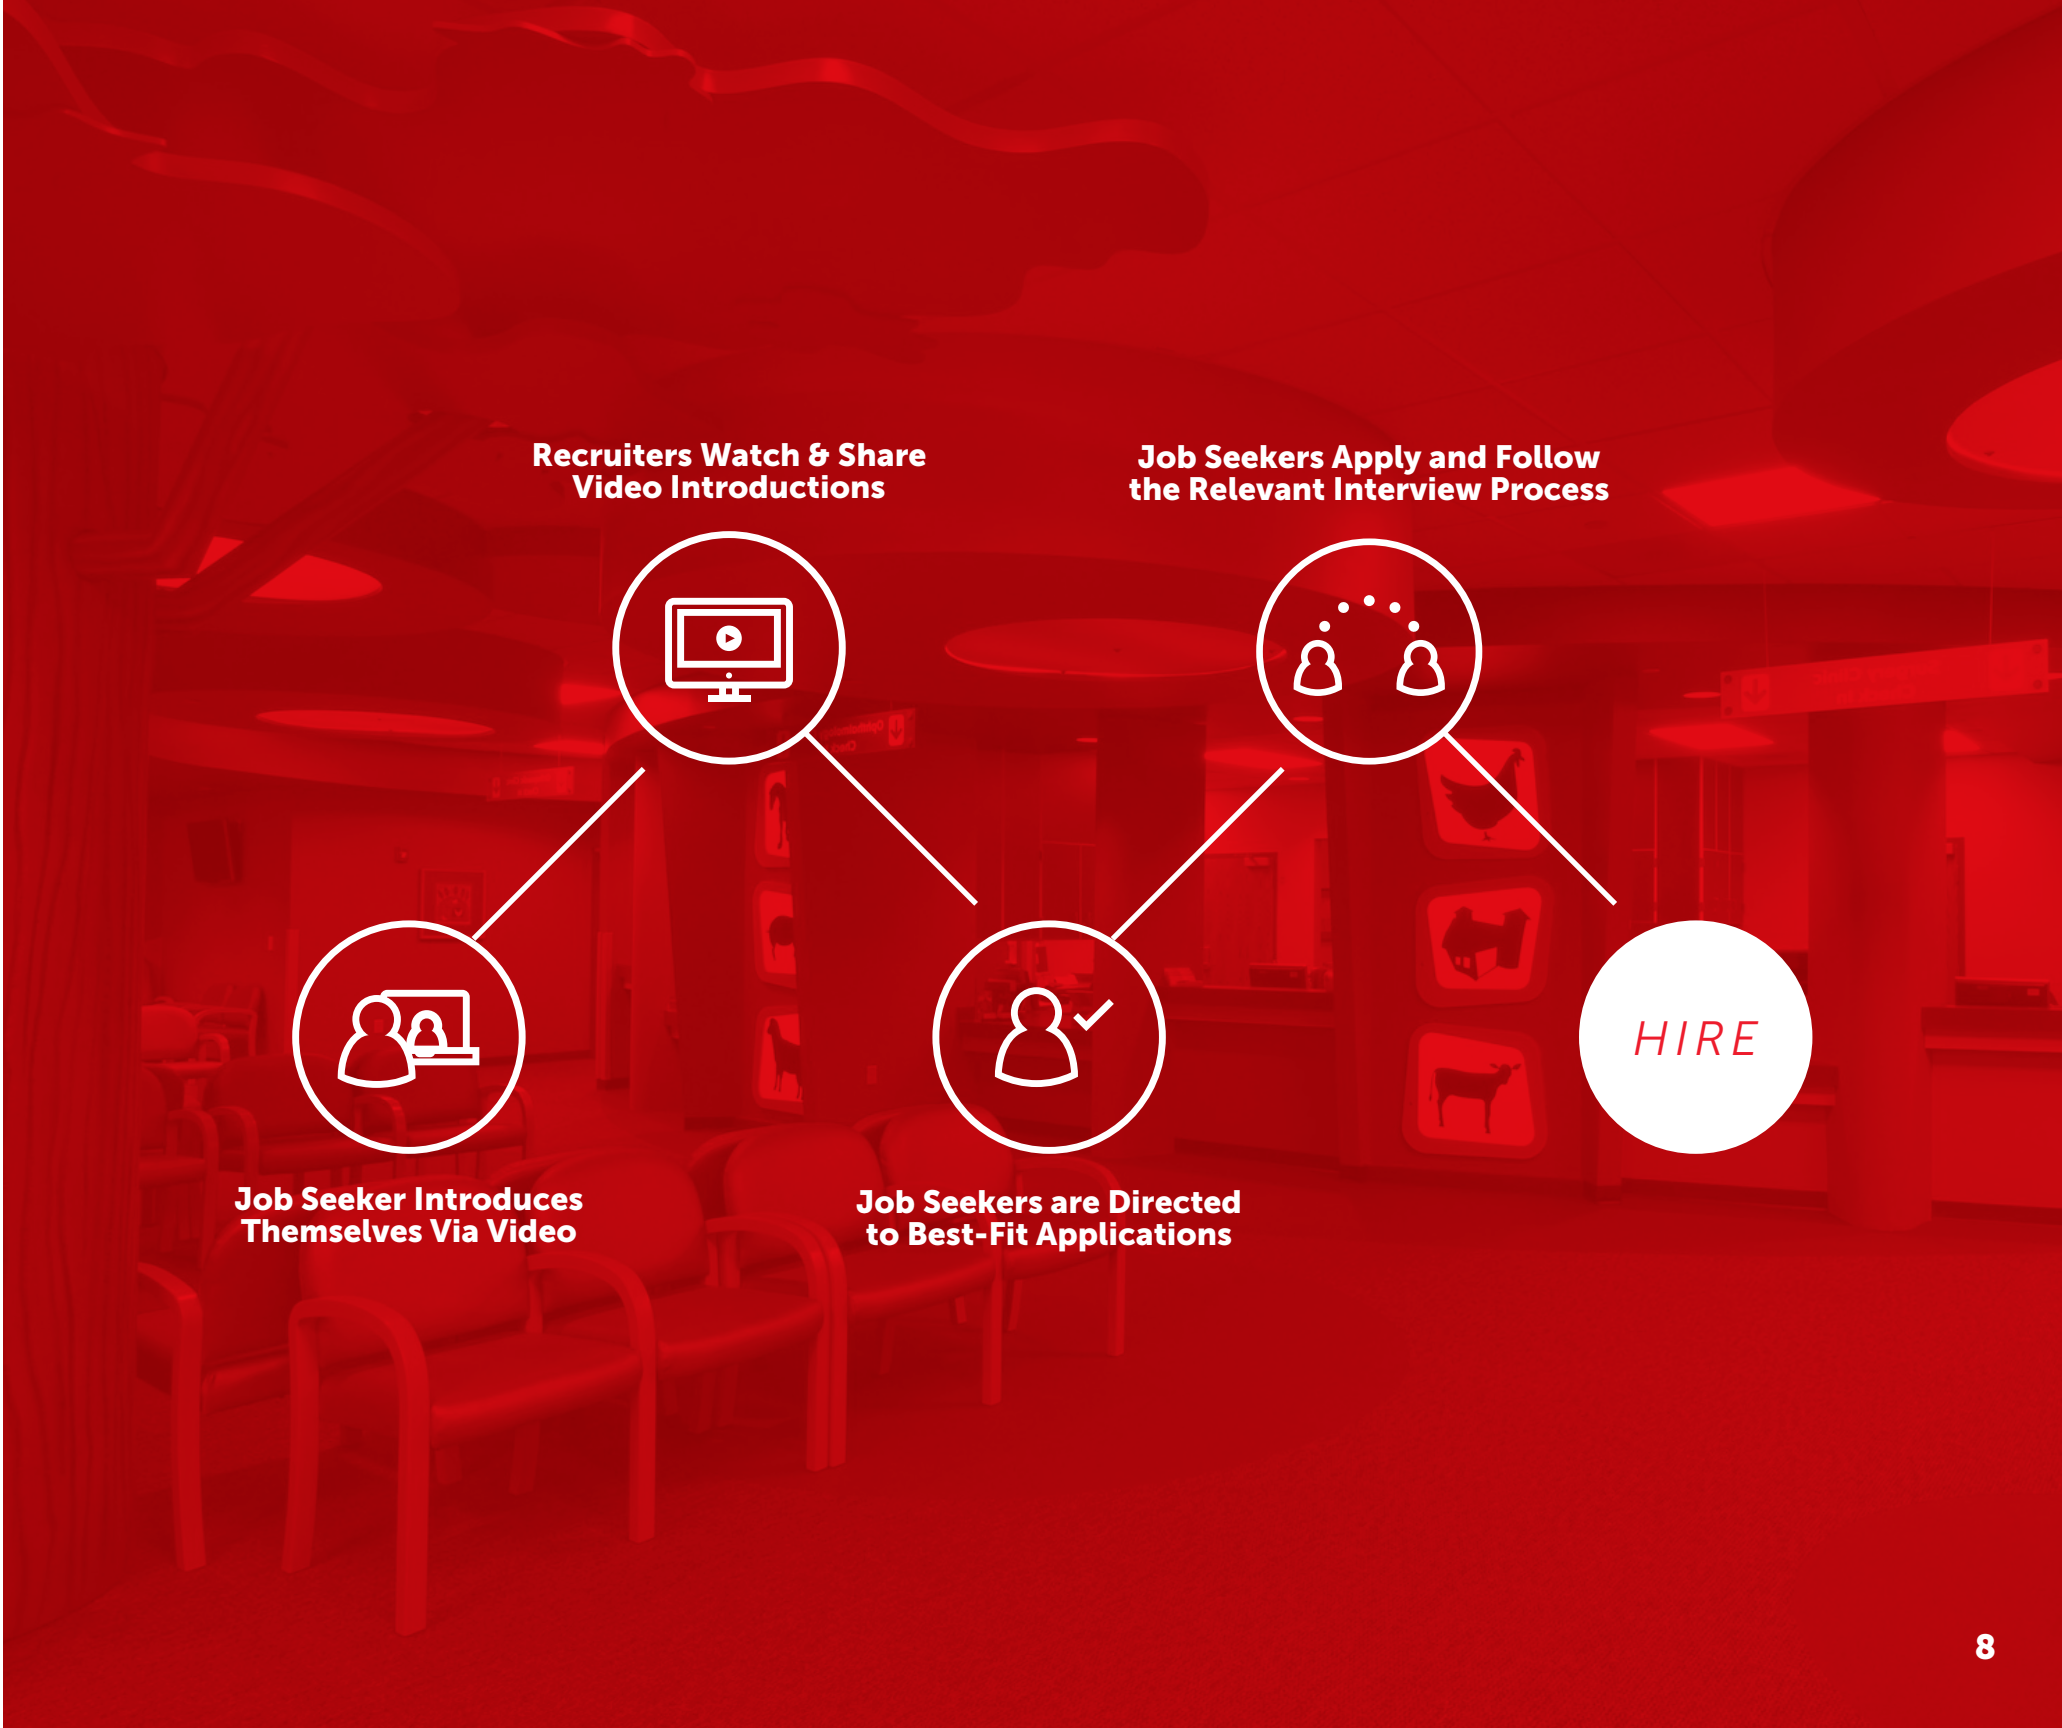 Recruiters Watch & Share
Video Introductions
Job Seekers Apply and Follow
the Relevant Interview Process
HIRE
Job Seeker Introduces
Themselves Via Video
Job Seekers are Directed
to Best-Fit Applications
8